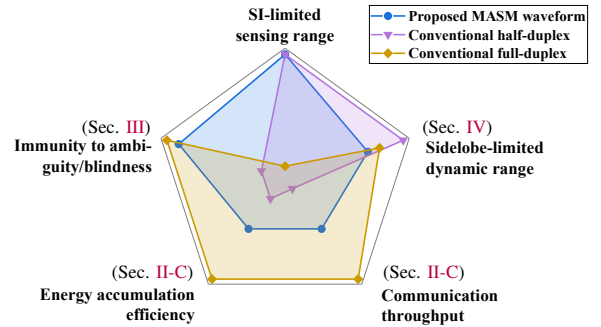 SI-limited
sensing range
Proposed MASM waveform
Conventional half-duplex
Conventional full-duplex
(Sec. III)
Immunity to ambi-
guity/blindness
(Sec. IV)
Sidelobe-limited
dynamic range
(Sec. II-C)
Energy accumulation
efficiency
(Sec. II-C)
Communication
throughput